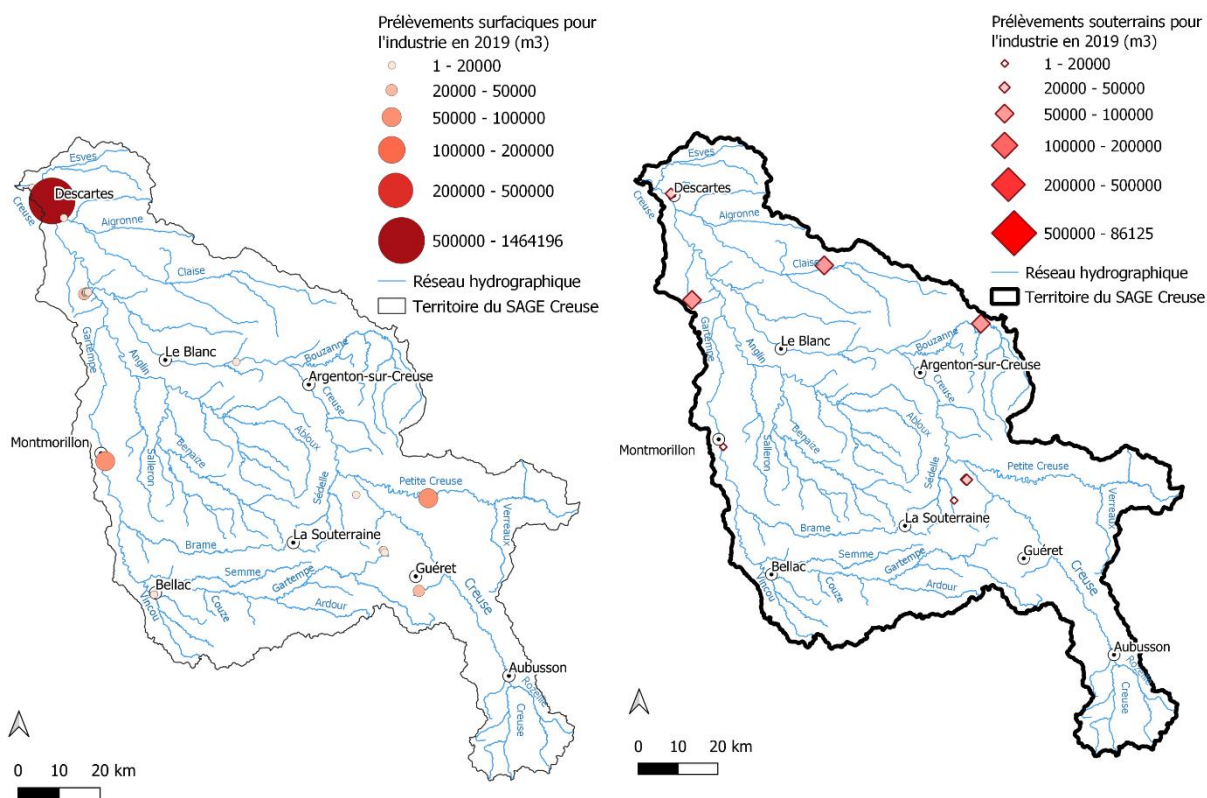 Prélèvements surfaciques pour
l'industrie en 2019 (m3)
1 - 20000
20000 - 50000
50000 - 100000
100000 - 200000
200000 - 500000
500000 - 1464196
Réseau hydrographique
Territoire du SAGE Creuse
Esves
Descartes
Creuse
Aigronne
Claise
Gartempe
Anglin
Le Blanc
Bouzanne
Argenton-sur-Creuse
Creuse
Montmorillon
Salleron
Benaize
Abloux
Sédelle
Petite Creuse
Verreaux
Brame
La Souterraine
Semme
Gartempe
Guéret
Bellac
Vincou
Couze
Ardour
Creuse
Aubusson
Rozeille
Creuse
0 10 20 km
Prélèvements souterrains pour
l'industrie en 2019 (m3)
1 - 20000
20000 - 50000
50000 - 100000
100000 - 200000
200000 - 500000
500000 - 86125
Réseau hydrographique
Territoire du SAGE Creuse
Esves
Descartes
Creuse
Aigronne
Claise
Gartempe
Anglin
Le Blanc
Bouzanne
Argenton-sur-Creuse
Creuse
Montmorillon
Salleron
Benaize
Abloux
Sédelle
Petite Creuse
Verreaux
Brame
La Souterraine
Semme
Gartempe
Guéret
Bellac
Vincou
Couze
Ardour
Creuse
Aubusson
Rozeille
Creuse
0 10 20 km